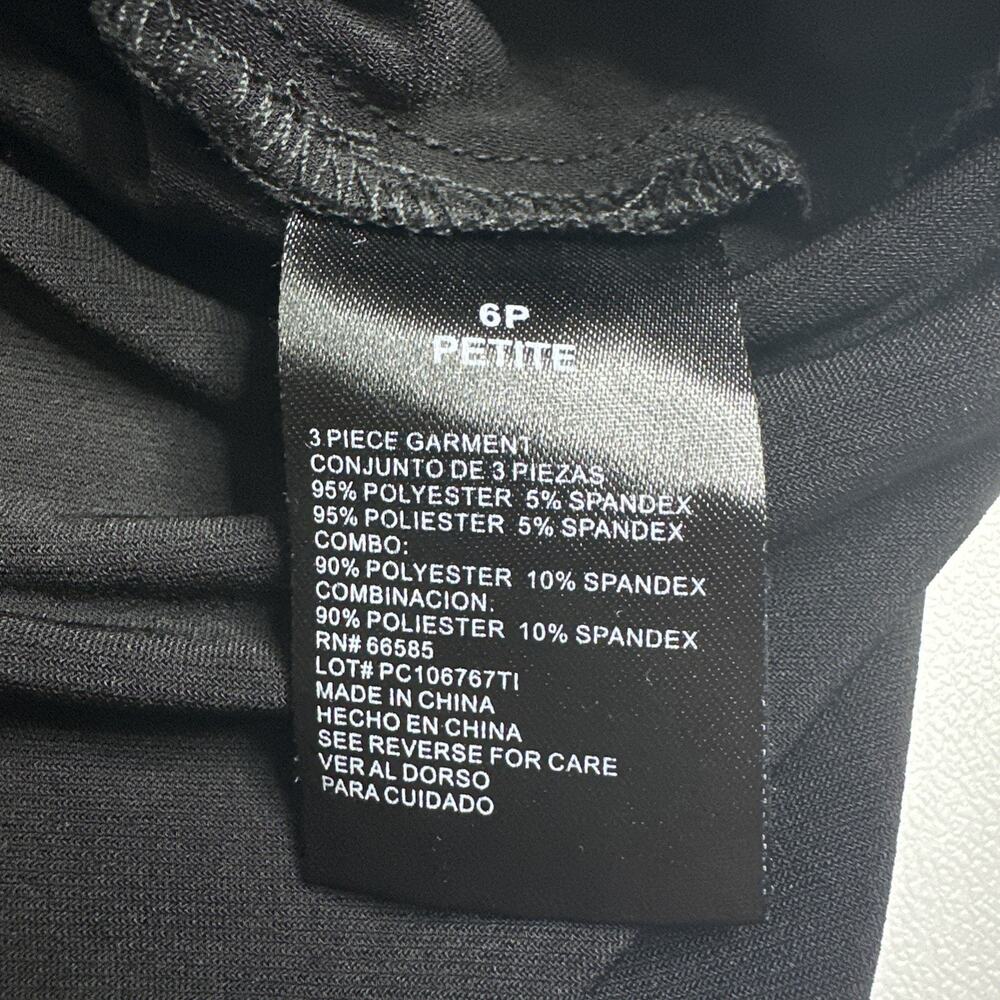 6P
PETITE
3 PIECE GARMENT
CONJUNTO DE 3 PIEZAS
95% POLYESTER 5% SPANDEX
95% POLIESTER 5% SPANDEX
COMBO:
90% POLYESTER 10% SPANDEX
COMBINACION:
90% POLIESTER 10% SPANDEX
RN# 66585
LOT# PC106767TI
MADE IN CHINA
HECHO EN CHINA
SEE REVERSE FOR CARE
VER AL DORSO
PARA CUIDADO